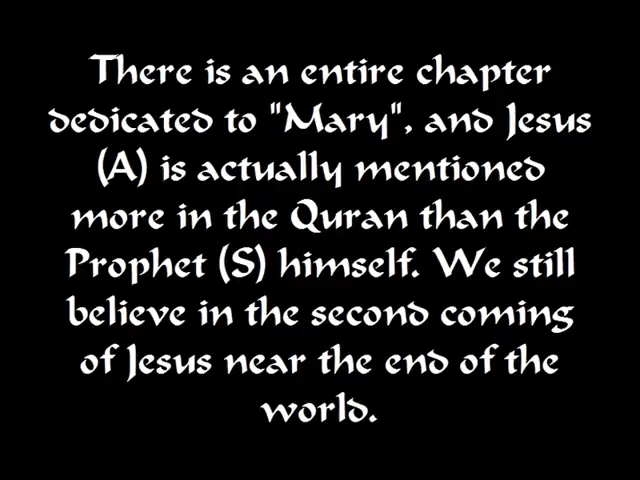 There is an entire chapter
dedicated to "Mary", and Jesus
(A) is actually mentioned
more in the Quran than the
Prophet (S) himself. We still
believe in the second coming
of Jesus near the end of the
world.